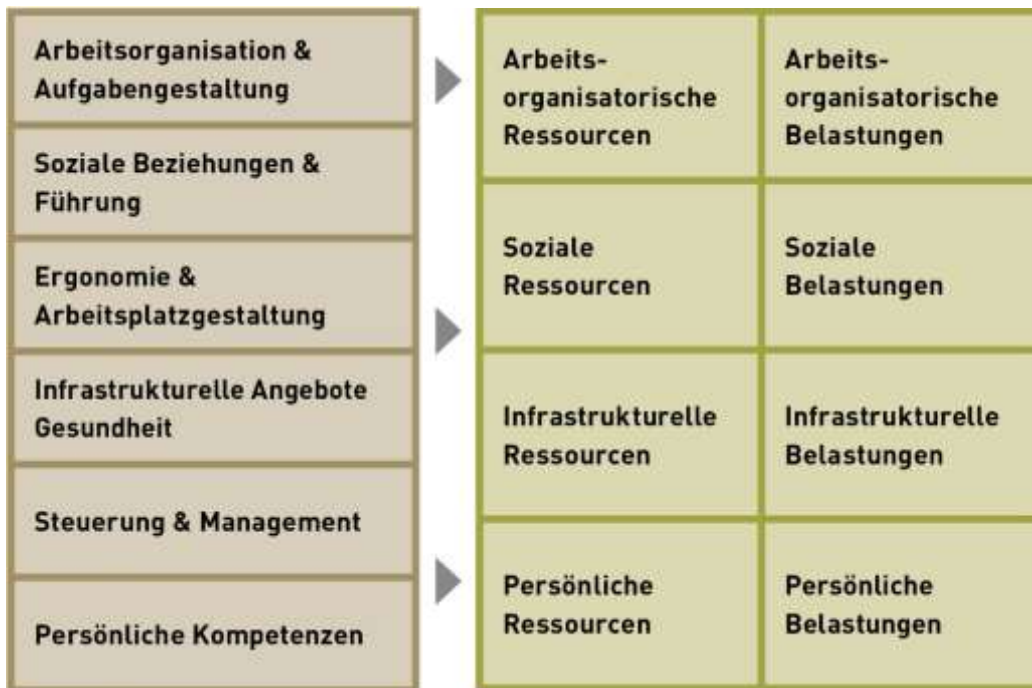 Arbeitsorganisation &
Aufgabengestaltung
Soziale Beziehungen &
Führung
Ergonomie &
Arbeitsplatzgestaltung
Infrastrukturelle Angebote
Gesundheit
Steuerung & Management
Persönliche Kompetenzen
Arbeits-
organisatorische
Ressourcen
Arbeits-
organisatorische
Belastungen
Soziale
Ressourcen
Soziale
Belastungen
Infrastrukturelle
Ressourcen
Infrastrukturelle
Belastungen
Persönliche
Ressourcen
Persönliche
Belastungen